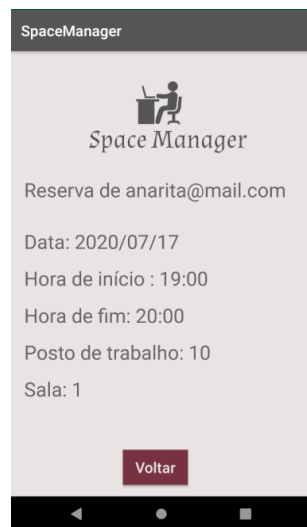 SpaceManager
Space Manager
Reserva de anarita@mail.com
Data: 2020/07/17
Hora de início : 19:00
Hora de fim: 20:00
Posto de trabalho: 10
Sala: 1
Voltar